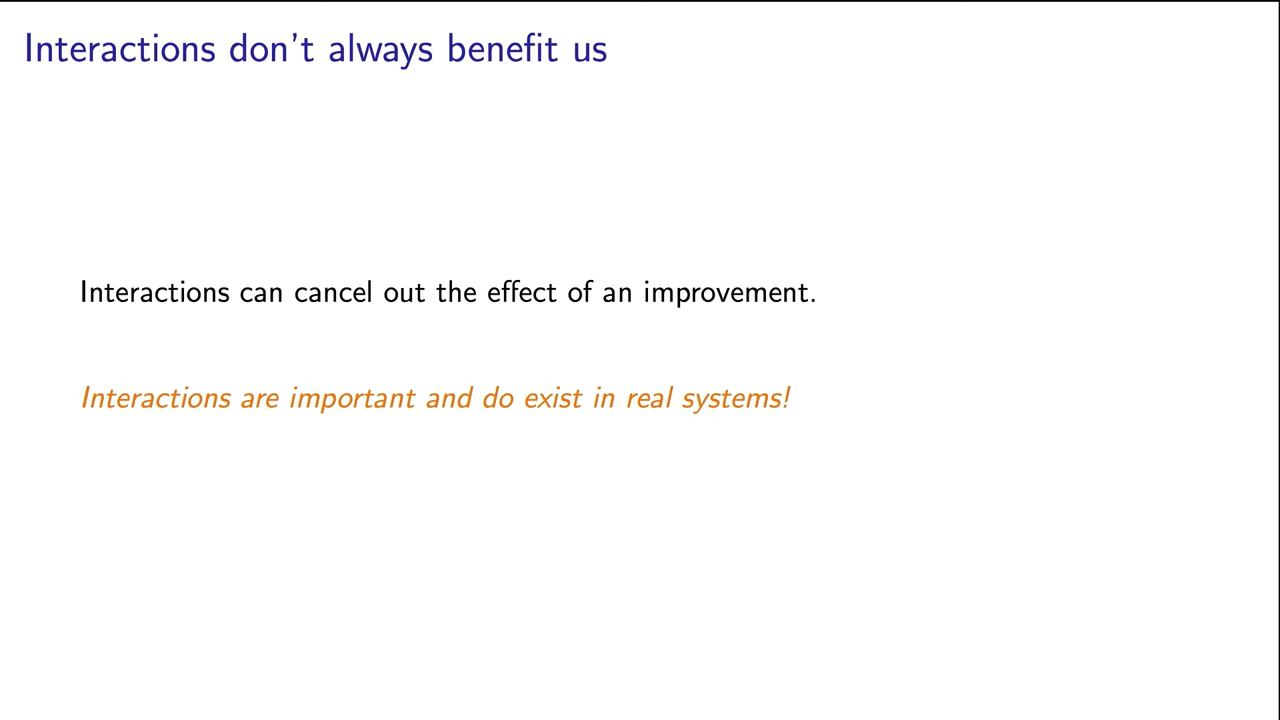 Interactions don't always benefit us
Interactions can cancel out the effect of an improvement.
Interactions are important and do exist in real systems!